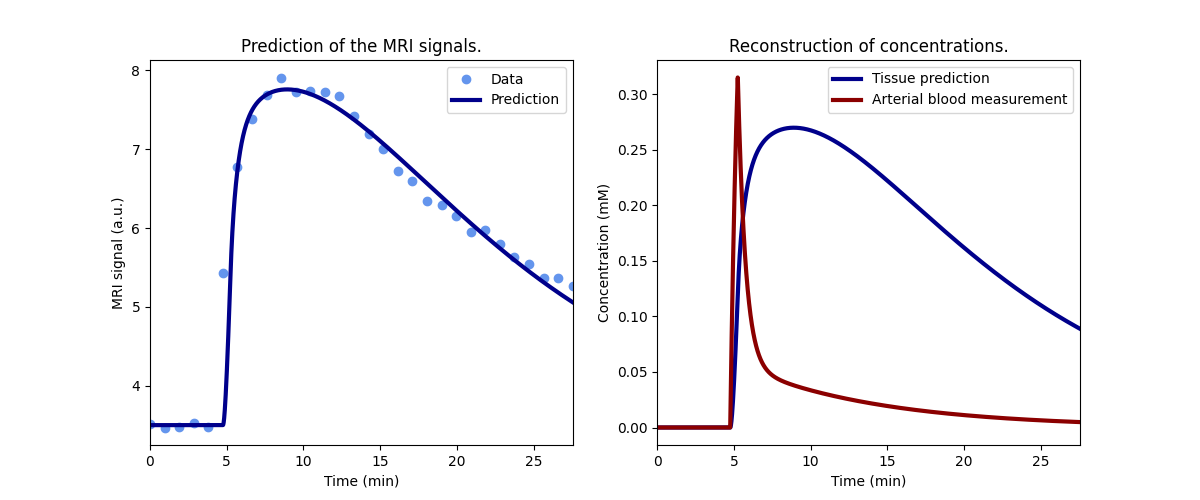 Prediction of the MRI signals.
MRI signal (a.u.)
8
7
6
5
4
Data
Prediction
0
5
10
15
20
25
Time (min)
Reconstruction of concentrations.
Concentration (mM)
0.30
0.25
0.20
0.15
0.10
0.05
0.00
Tissue prediction
Arterial blood measurement
0
5
10
15
20
25
Time (min)